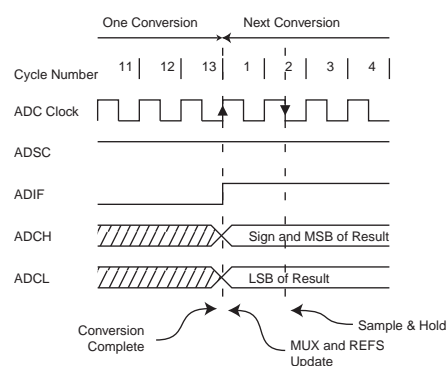 One Conversion Next Conversion
Cycle Number 11 12 13 1 2 3 4
ADC Clock
ADSC
ADIF
ADCH Sign and MSB of Result
ADCL LSB of Result
Conversion
Complete
MUX and REFS
Update
Sample & Hold